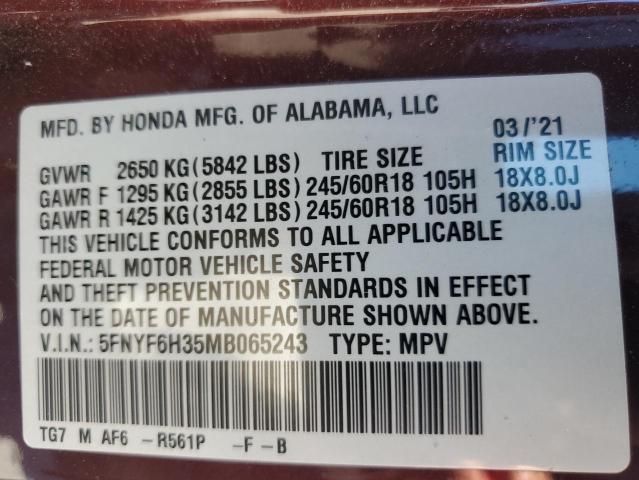 MFD. BY HONDA MFG. OF ALABAMA, LLC 03/'21
GVWR 2650 KG (5842 LBS) TIRE SIZE RIM SIZE
GAWR F 1295 KG (2855 LBS) 245/60R18 105H 18X8.0J
GAWR R 1425 KG (3142 LBS) 245/60R18 105H 18X8.0J
THIS VEHICLE CONFORMS TO ALL APPLICABLE
FEDERAL MOTOR VEHICLE SAFETY
AND THEFT PREVENTION STANDARDS IN EFFECT
ON THE DATE OF MANUFACTURE SHOWN ABOVE.
V.I.N.: 5FNYF6H35MB065243 TYPE: MPV
TG7 M AF6 -R561P -F -B